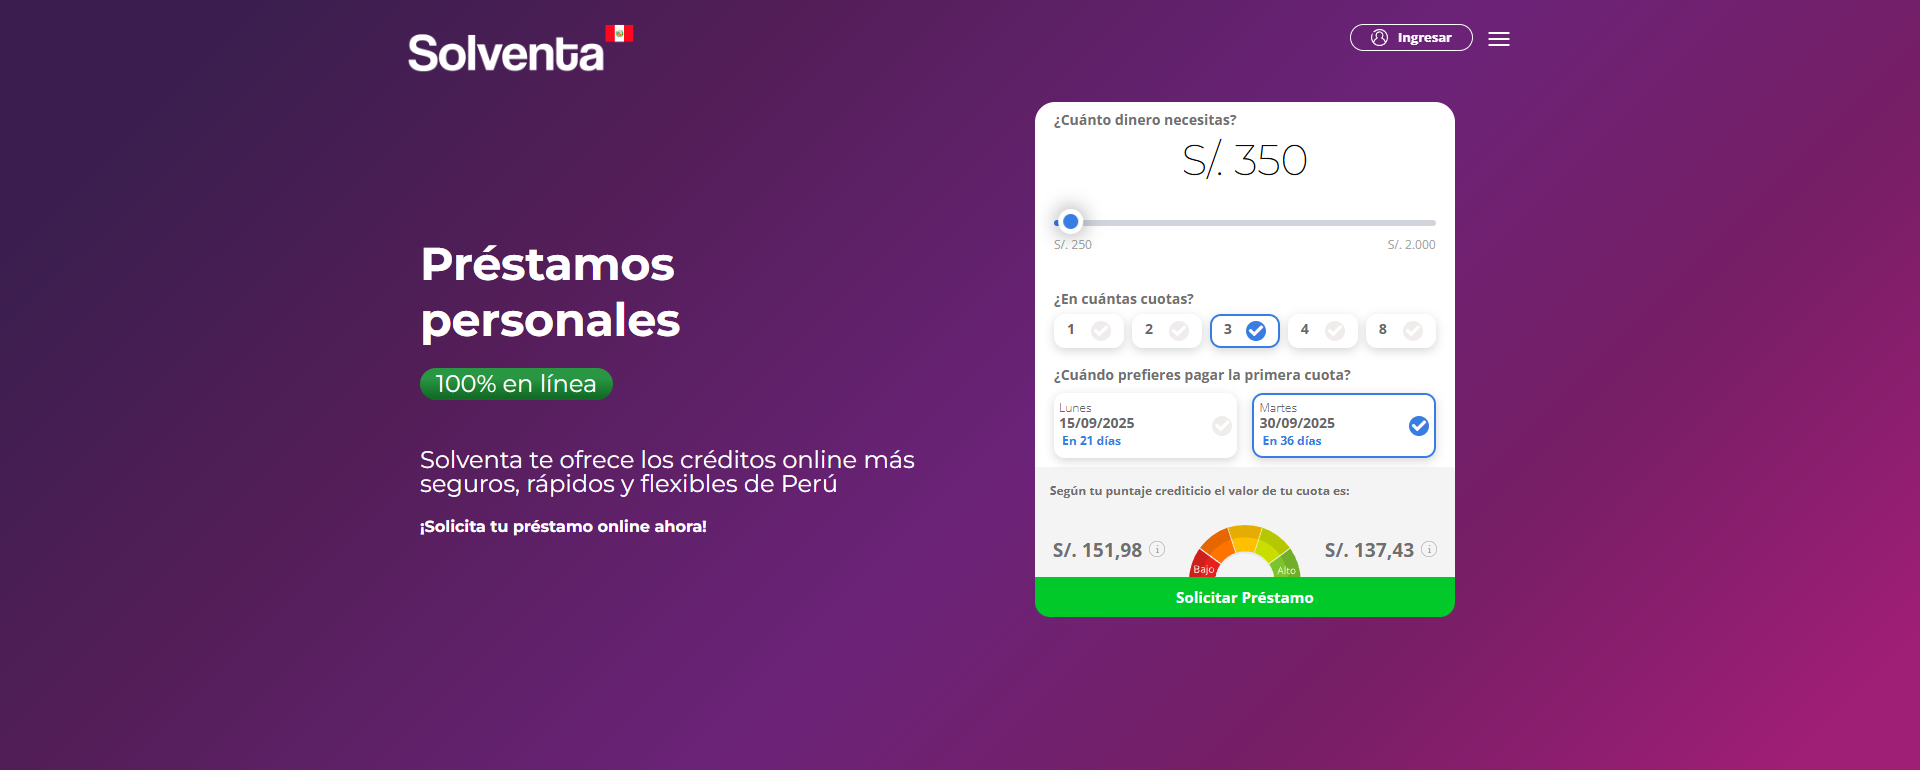 Solventa
Ingresar
Préstamos
personales
100% en línea
Solventa te ofrece los créditos online más
seguros, rápidos y flexibles de Perú
¡Solicita tu préstamo online ahora!
¿Cuánto dinero necesitas?
S/. 350
S/. 250 S/. 2.000
¿En cuántas cuotas?
1 2 3 4 8
¿Cuándo prefieres pagar la primera cuota?
Lunes
15/09/2025
En 21 días
Martes
30/09/2025
En 36 días
Según tu puntaje crediticio el valor de tu cuota es:
S/. 151,98 S/. 137,43
Bajo Alto
Solicitar Préstamo